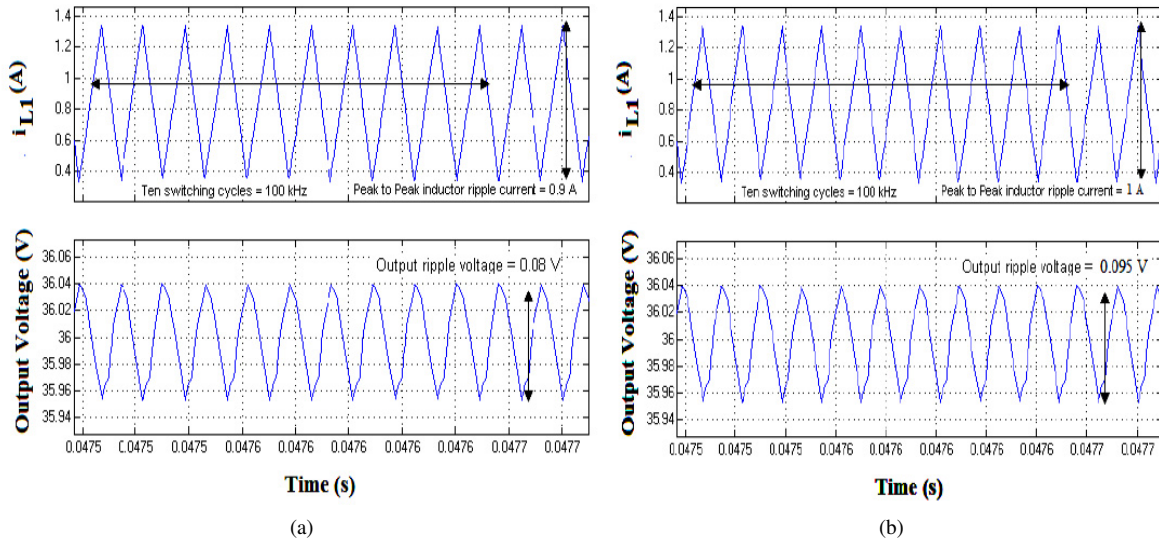 i L1 (A)
1.4
1.2
1
0.8
0.6
0.4
Ten switching cycles = 100 kHz
Peak to Peak inductor ripple current = 0.9 A
Output Voltage (V)
36.06
36.04
36.02
36
35.98
35.96
35.94
Output ripple voltage = 0.08 V
0.0475 0.0475 0.0475 0.0476 0.0476 0.0476 0.0476 0.0476 0.0477 0.0477
Time (s)
(a)
i L1 (A)
1.4
1.2
1
0.8
0.6
0.4
Ten switching cycles = 100 kHz
Peak to Peak inductor ripple current = 1 A
Output Voltage (V)
36.06
36.04
36.02
36
35.98
35.96
35.94
Output ripple voltage = 0.095 V
0.0475 0.0475 0.0475 0.0476 0.0476 0.0476 0.0476 0.0476 0.0477 0.0477
Time (s)
(b)